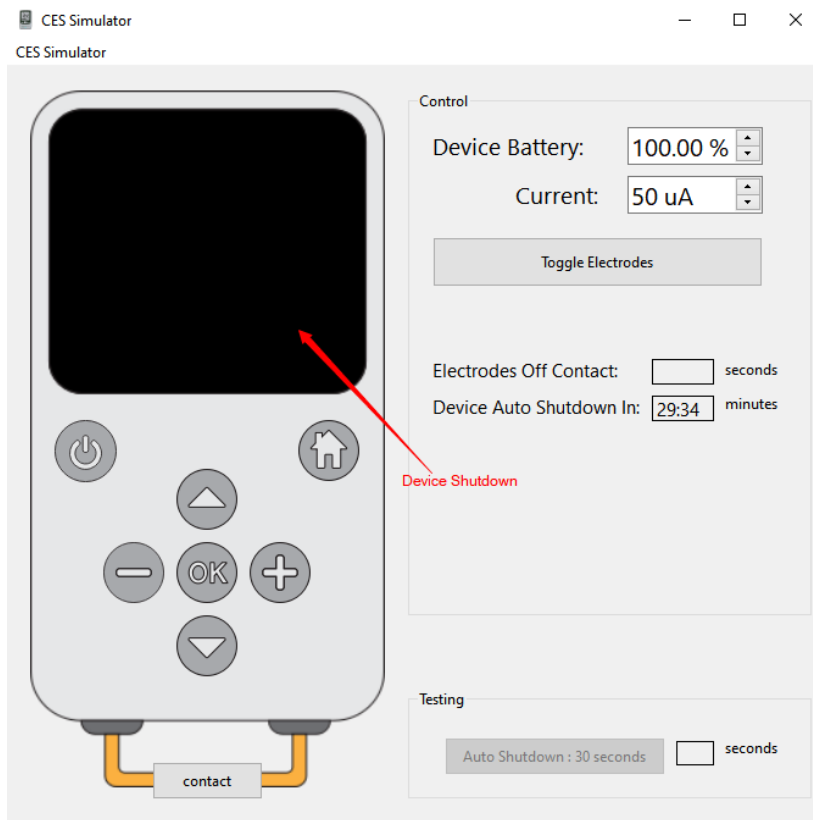 CES Simulator
CES Simulator
Control
Device Battery: 100.00 %
Current: 50 uA
Toggle Electrodes
Electrodes Off Contact: seconds
Device Auto Shutdown In: 29:34 minutes
Device Shutdown
OK
Testing
Auto Shutdown : 30 seconds seconds
contact